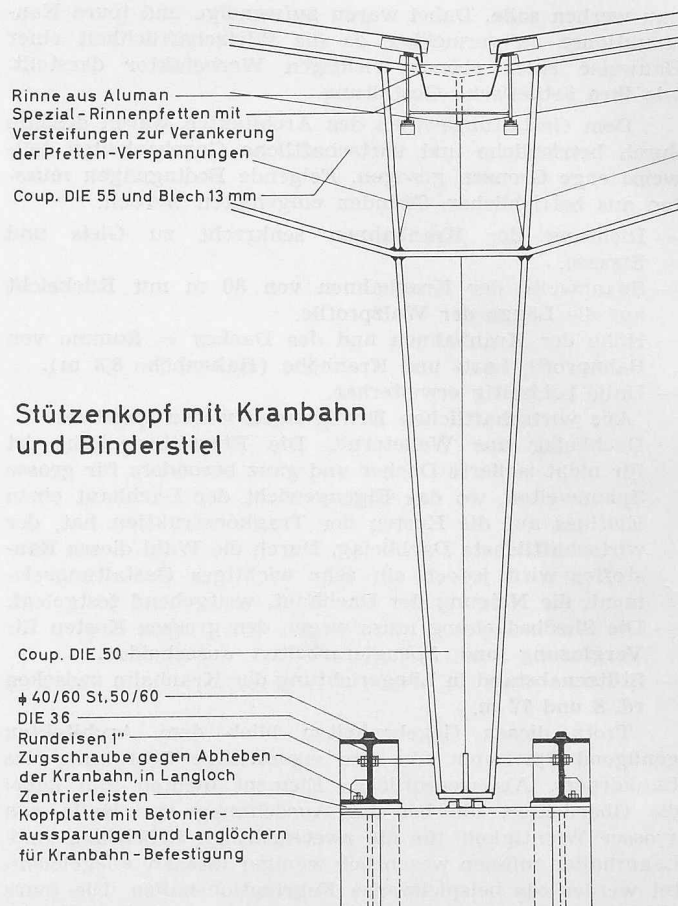 Rinne aus Aluman
Spezial-Rinnenpfetten mit
Versteifungen zur Verankerung
der Pfetten-Verspannungen
Coup. DIE 55 und Blech 13 mm
Stützenkopf mit Kranbahn
und Binderstiel
Coup. DIE 50
ϕ 40/60 St, 50/60
DIE 36
Rundeisen 1"
Zugschraube gegen Abheben
der Kranbahn, in Langloch
Zentrierleisten
Kopfplatte mit Betonier-
aussparungen und Langlöchern
für Kranbahn-Befestigung